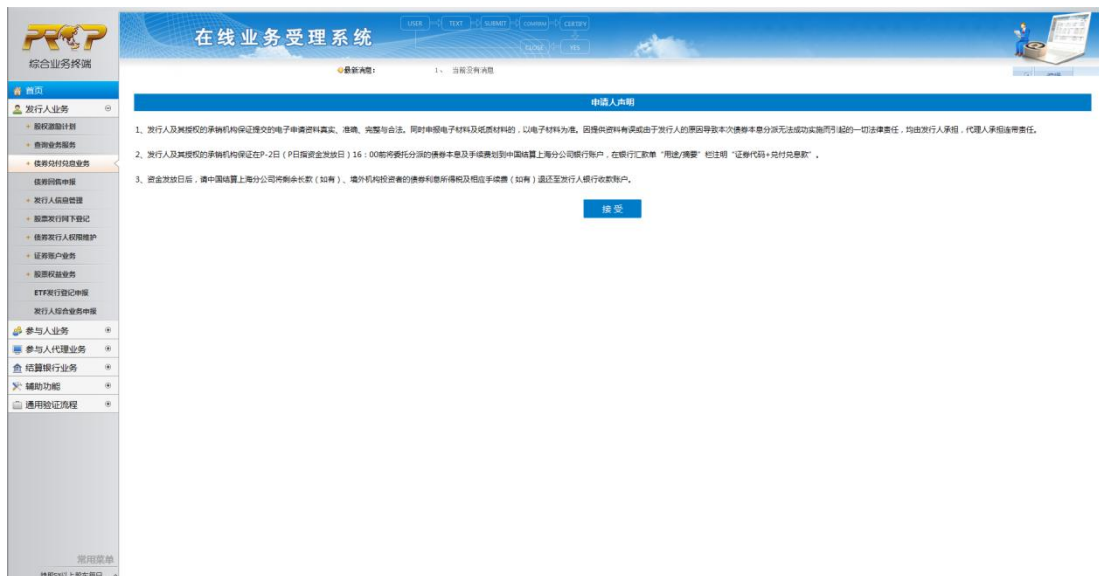 PROP
综合业务终端
在线业务受理系统
USER TEXT SUBMIT CONFIRM CERTIFY
YES
最新消息： 1、 当前没有消息
首页
发行人业务
股权激励计划
查询业务服务
债券兑付兑息业务
债券回售申报
发行人信息管理
股票发行网下登记
债券发行人权限维护
证券账户业务
股票权益业务
ETF发行登记申报
发行人综合业务申报
参与人业务
参与人代理业务
结算银行业务
辅助功能
通用验证流程
常用菜单
申请人声明
1、发行人及其授权的承销机构保证提交的电子申请资料真实、准确、完整与合法。同时申报电子材料及纸质材料的，以电子材料为准。因提供资料有误或由于发行人的原因导致本次债券本息分派无法成功实施而引起的一切法律责任，均由发行人承担，代理人承担连带责任。
2、发行人及其授权的承销机构保证在P-2日（P日指资金发放日）16：00前将委托分派的债券本息及手续费划到中国结算上海分公司银行账户，在银行汇款单“用途/摘要”栏注明“证券代码+兑付兑息款”。
3、资金发放日后，请中国结算上海分公司将剩余长款（如有）、境外机构投资者的债券利息所得税及相应手续费（如有）退还至发行人银行收款账户。
接受